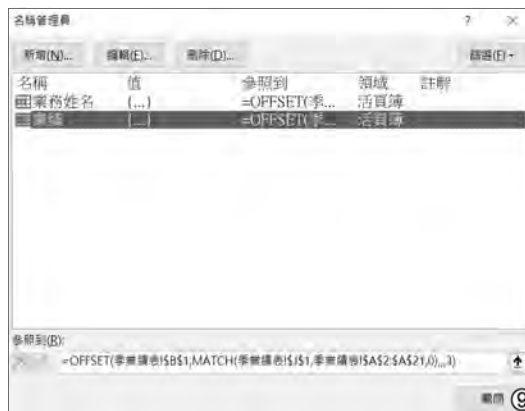 名稱管理員 ? ×
新增(N)... 編輯(E)... 刪除(D)... 篩選(F)
名稱 值 參照到 領域 註解
業務姓名 {...} =OFFSET(季... 活頁簿
業績 {...} =OFFSET(季... 活頁簿
參照到(R):
=OFFSET(季業績表!$B$1,MATCH(季業績表!$J$1,季業績表!$A$2:$A$21,0),,,3)
關閉 ⑨